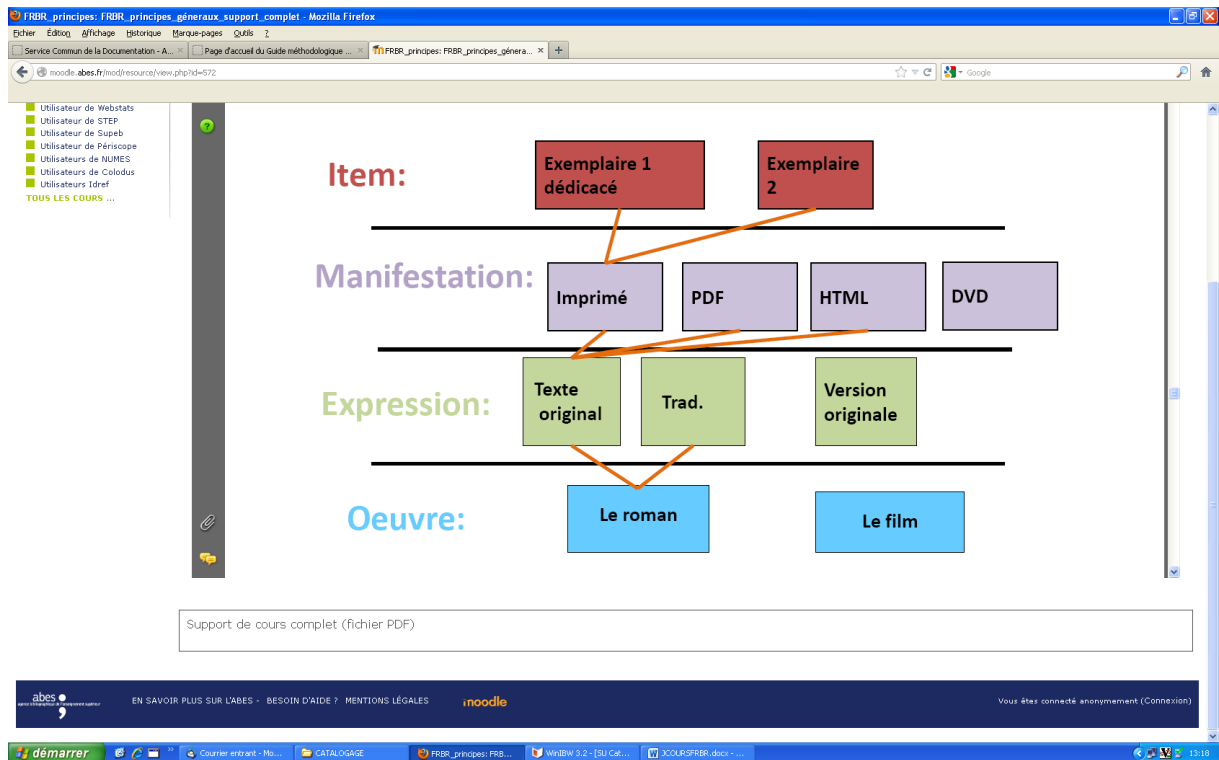 FRBR_principes: FRBR_principes_géneraux_support_complet - Mozilla Firefox
Fichier Édition Affichage Historique Marque-pages Outils ?
Service Commun de la Documentation - A... Page d'accueil du Guide méthodologique ... FRBR_principes: FRBR_principes_génera...
moodle.abes.fr/mod/resource/view.php?id=572 Google
Utilisateur de Webstats
Utilisateur de STEP
Utilisateur de Supeb
Utilisateur de Périscope
Utilisateurs de NUMES
Utilisateurs de Colodus
Utilisateurs Idref
TOUS LES COURS ...
Item:
Exemplaire 1
dédicacé
Exemplaire
2
Manifestation:
Imprimé
PDF
HTML
DVD
Expression:
Texte
original
Trad.
Version
originale
Oeuvre:
Le roman
Le film
Support de cours complet (fichier PDF)
abes
EN SAVOIR PLUS SUR L'ABES - BESOIN D'AIDE ? MENTIONS LÉGALES moodle Vous êtes connecté anonymement (Connexion)
démarrer Courrier entrant - Mo... CATALOGAGE FRBR_principes: FRB... WinIBW 3.2 - [SU Cat... JCOURSFRBR.docx - ... 13:18